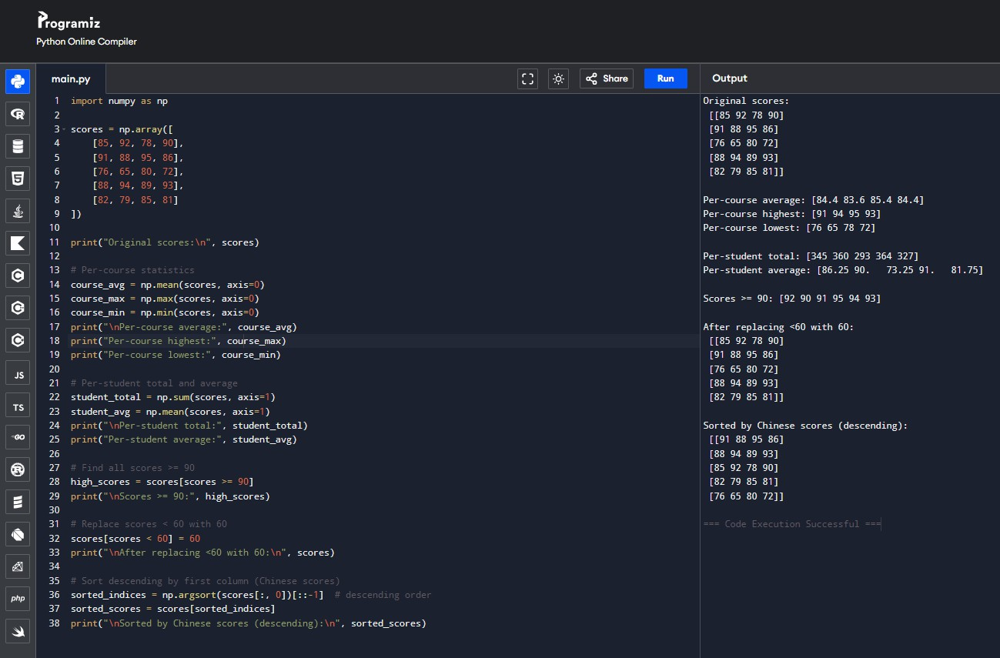 Programiz
Python Online Compiler
main.py
Share
Run
Output
1 import numpy as np
2
3 scores = np.array([
4     [85, 92, 78, 90],
5     [91, 88, 95, 86],
6     [76, 65, 80, 72],
7     [88, 94, 89, 93],
8     [82, 79, 85, 81]
9 ])
10
11 print("Original scores:\n", scores)
12
13 # Per-course statistics
14 course_avg = np.mean(scores, axis=0)
15 course_max = np.max(scores, axis=0)
16 course_min = np.min(scores, axis=0)
17 print("\nPer-course average:", course_avg)
18 print("Per-course highest:", course_max)
19 print("Per-course lowest:", course_min)
20
21 # Per-student total and average
22 student_total = np.sum(scores, axis=1)
23 student_avg = np.mean(scores, axis=1)
24 print("\nPer-student total:", student_total)
25 print("Per-student average:", student_avg)
26
27 # Find all scores >= 90
28 high_scores = scores[scores >= 90]
29 print("\nScores >= 90:", high_scores)
30
31 # Replace scores < 60 with 60
32 scores[scores < 60] = 60
33 print("\nAfter replacing <60 with 60:\n", scores)
34
35 # Sort descending by first column (Chinese scores)
36 sorted_indices = np.argsort(scores[:, 0])[::-1]  # descending order
37 sorted_scores = scores[sorted_indices]
38 print("\nSorted by Chinese scores (descending):\n", sorted_scores)
Original scores:
 [[85 92 78 90]
 [91 88 95 86]
 [76 65 80 72]
 [88 94 89 93]
 [82 79 85 81]]

Per-course average: [84.4 83.6 85.4 84.4]
Per-course highest: [91 94 95 93]
Per-course lowest: [76 65 78 72]

Per-student total: [345 360 293 364 327]
Per-student average: [86.25 90.   73.25 91.   81.75]

Scores >= 90: [92 90 91 95 94 93]

After replacing <60 with 60:
 [[85 92 78 90]
 [91 88 95 86]
 [76 65 80 72]
 [88 94 89 93]
 [82 79 85 81]]

Sorted by Chinese scores (descending):
 [[91 88 95 86]
 [88 94 89 93]
 [85 92 78 90]
 [82 79 85 81]
 [76 65 80 72]]

=== Code Execution Successful ===
JS
TS
GO
php